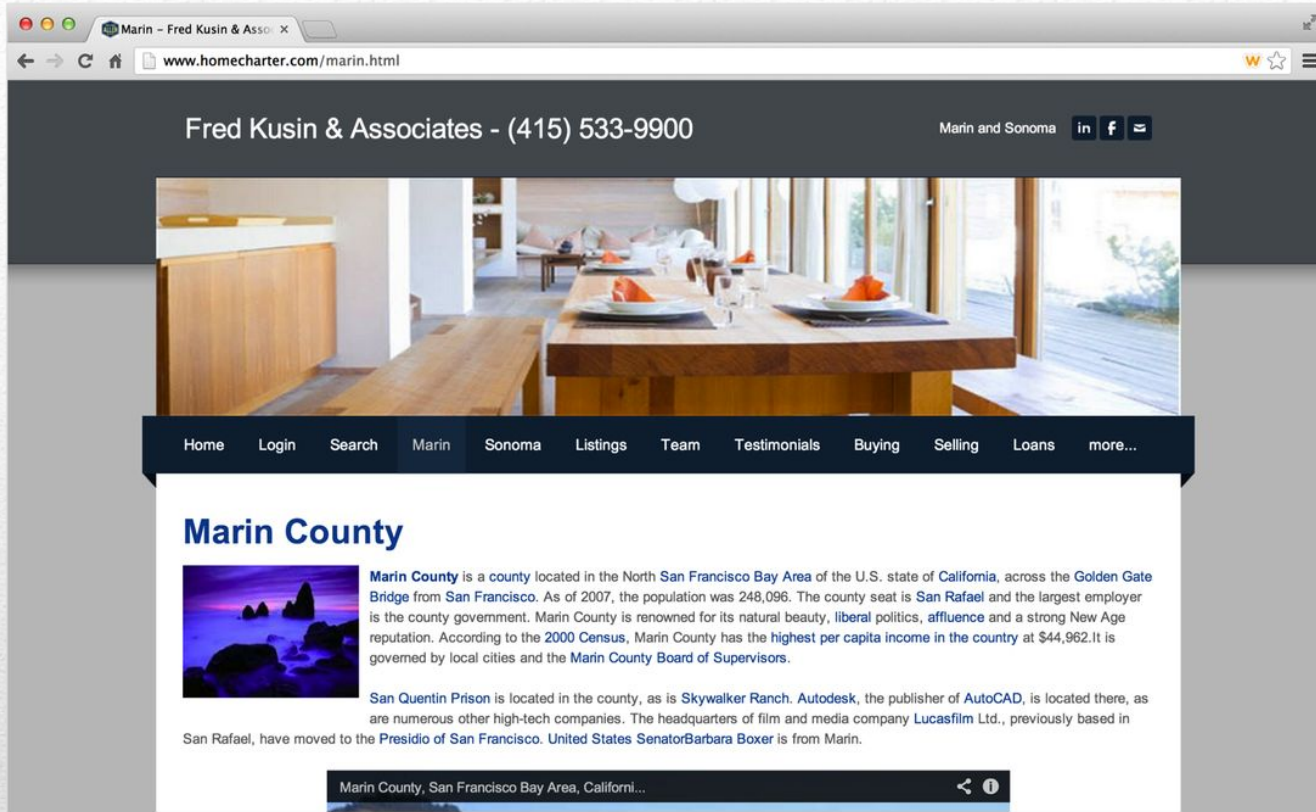 Marin – Fred Kusin & Asso
www.homecharter.com/marin.html
W
Fred Kusin & Associates - (415) 533-9900
Marin and Sonoma
in f
Home Login Search Marin Sonoma Listings Team Testimonials Buying Selling Loans more...
Marin County
Marin County is a county located in the North San Francisco Bay Area of the U.S. state of California, across the Golden Gate
Bridge from San Francisco. As of 2007, the population was 248,096. The county seat is San Rafael and the largest employer
is the county government. Marin County is renowned for its natural beauty, liberal politics, affluence and a strong New Age
reputation. According to the 2000 Census, Marin County has the highest per capita income in the country at $44,962.It is
governed by local cities and the Marin County Board of Supervisors.
San Quentin Prison is located in the county, as is Skywalker Ranch. Autodesk, the publisher of AutoCAD, is located there, as
are numerous other high-tech companies. The headquarters of film and media company Lucasfilm Ltd., previously based in
San Rafael, have moved to the Presidio of San Francisco. United States SenatorBarbara Boxer is from Marin.
Marin County, San Francisco Bay Area, Californi...